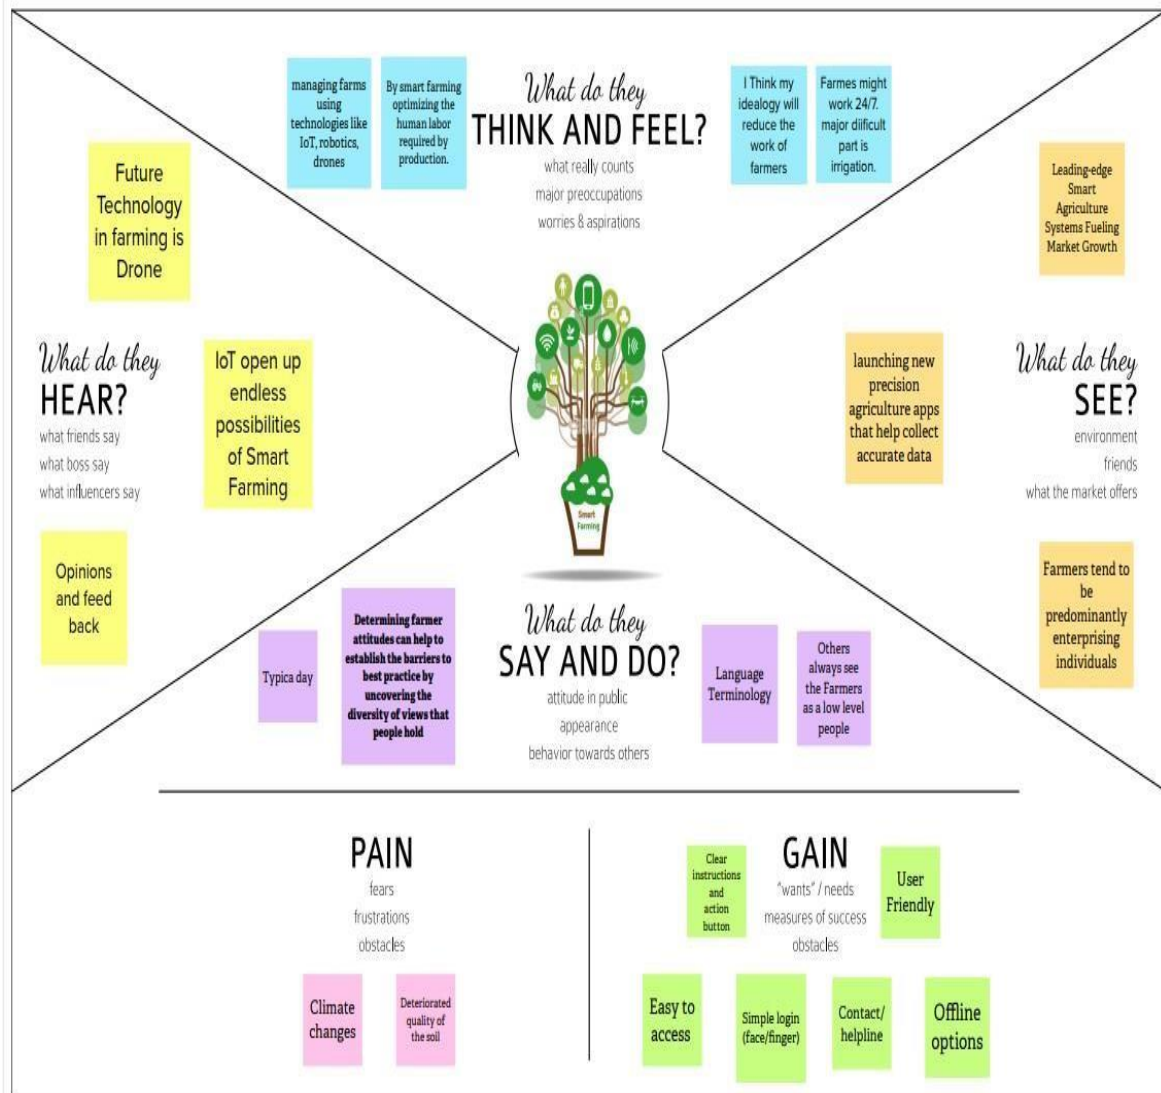 What do they
THINK AND FEEL?
what really counts
major preoccupations
worries & aspirations
managing farms
using
technologies like
IoT, robotics,
drones
By smart farming
optimizing the
human labor
required by
production.
I Think my
idealogy will
reduce the
work of
farmers
Farmes might
work 24/7.
major diificult
part is
irrigation.
What do they
HEAR?
what friends say
what boss say
what influencers say
Future
Technology
in farming is
Drone
IoT open up
endless
possibilities
of Smart
Farming
Opinions
and feed
back
Smart
Farming
What do they
SEE?
environment
friends
what the market offers
Leading-edge
Smart
Agriculture
Systems Fueling
Market Growth
launching new
precision
agriculture apps
that help collect
accurate data
Farmers tend to
be
predominantly
enterprising
individuals
What do they
SAY AND DO?
attitude in public
appearance
behavior towards others
Typica day
Determining farmer
attitudes can help to
establish the barriers to
best practice by
uncovering the
diversity of views that
people hold
Language
Terminology
Others
always see
the Farmers
as a low level
people
PAIN
fears
frustrations
obstacles
Climate
changes
Deteriorated
quality of
the soil
GAIN
"wants" / needs
measures of success
obstacles
Clear
instructions
and
action
button
User
Friendly
Easy to
access
Simple login
(face/finger)
Contact/
helpline
Offline
options